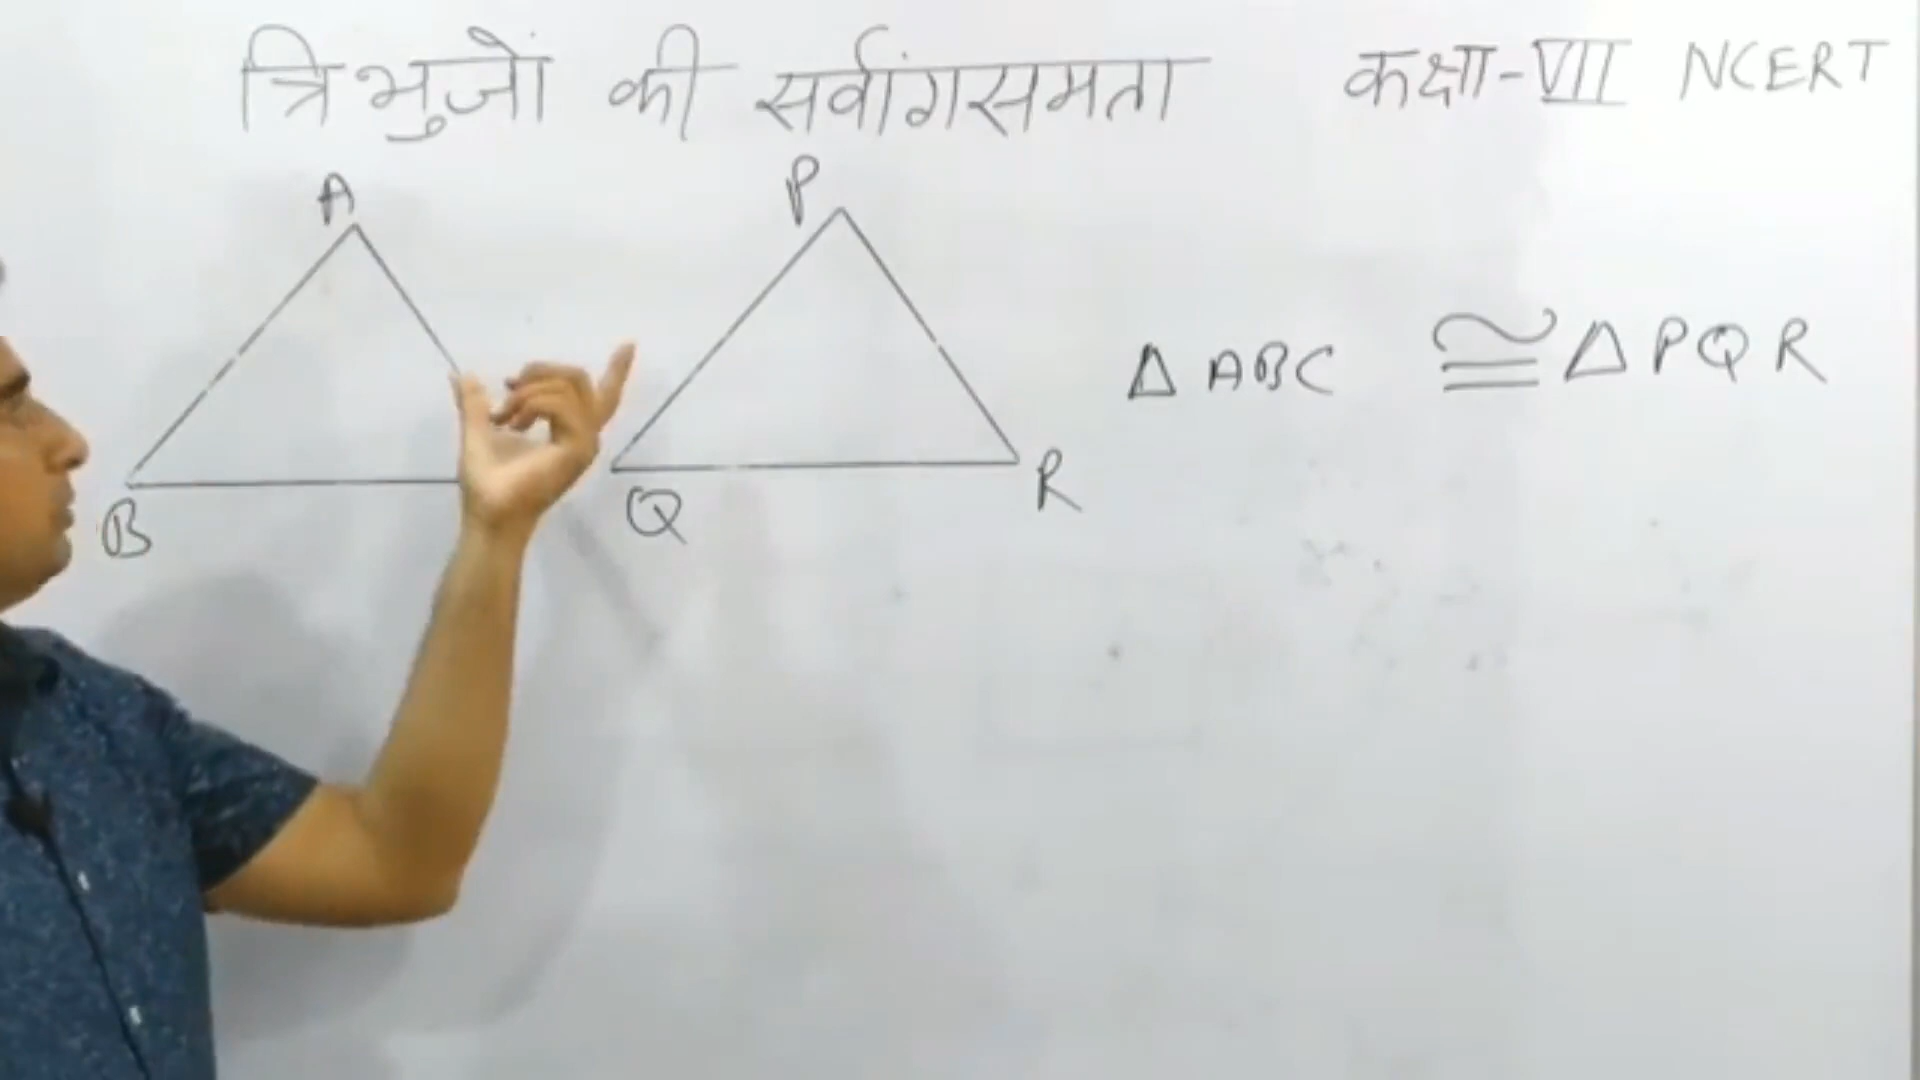 त्रिभुजों की सर्वांगसमता कक्षा-VII NCERT
A P
B Q R
Δ ABC ≅ Δ PQR